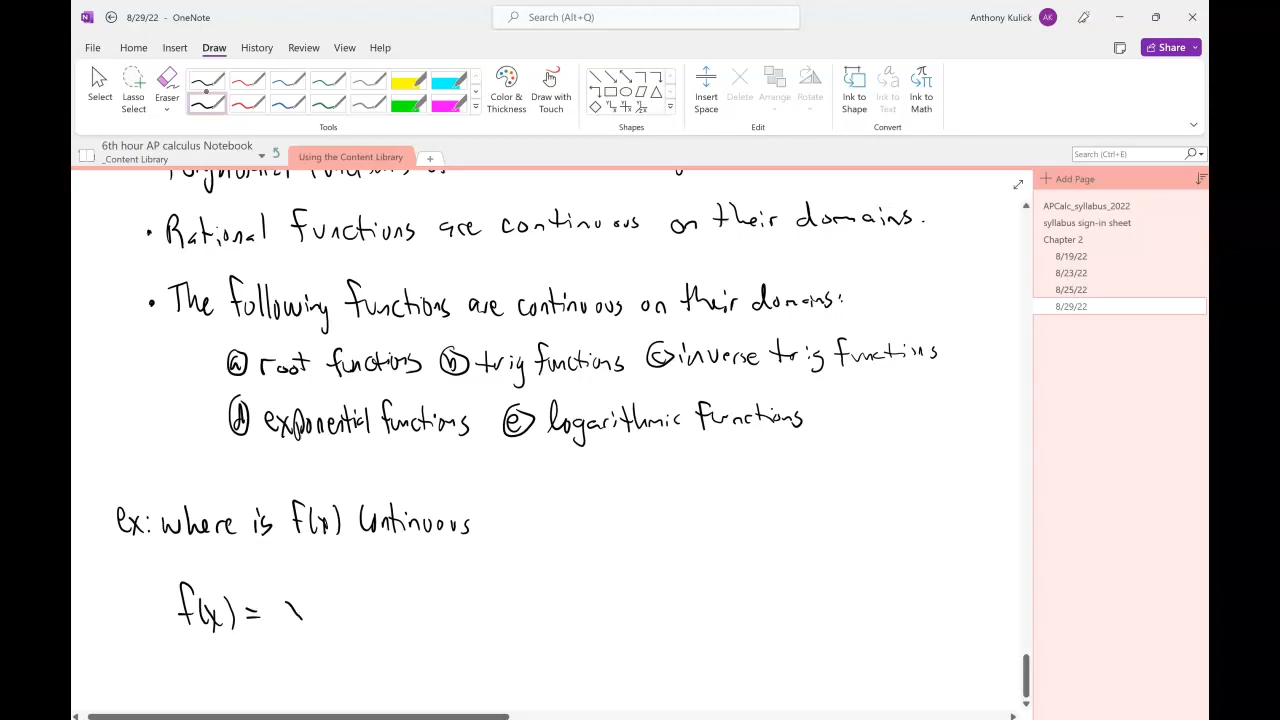 8/29/22 - OneNote
Search (Alt+Q)
Anthony Kulick AK
File Home Insert Draw History Review View Help
Share
Select Lasso Select Eraser
Color & Thickness
Draw with Touch
Insert Space
Delete Arrange Rotate
Ink to Shape
Ink to Text
Ink to Math
Tools Shapes Edit Convert
6th hour AP calculus Notebook
_Content Library
Using the Content Library
Search (Ctrl+E)
Add Page
APCalc_syllabus_2022
syllabus sign-in sheet
Chapter 2
8/19/22
8/23/22
8/25/22
8/29/22
• Rational functions are continuous on their domains.
• The following functions are continuous on their domains:
ⓐ root functions ⓑ trig functions ⓒ inverse trig functions
ⓓ exponential functions ⓔ logarithmic functions
ex: where is f(x) continuous
f(x) =